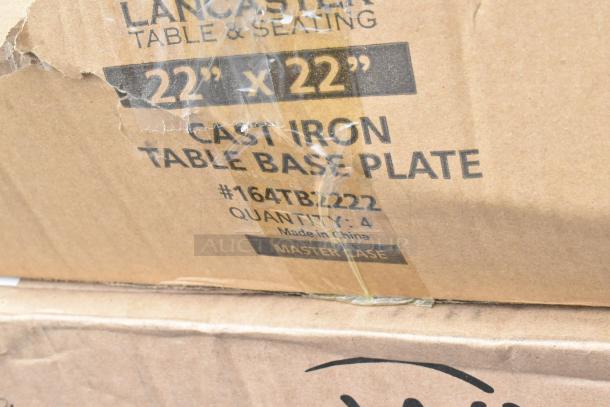 LANCASTER
TABLE & SEATING
22" x 22"
CAST IRON
TABLE BASE PLATE
#164TB2222
QUANTITY: 4
Made in China
MASTER CASE